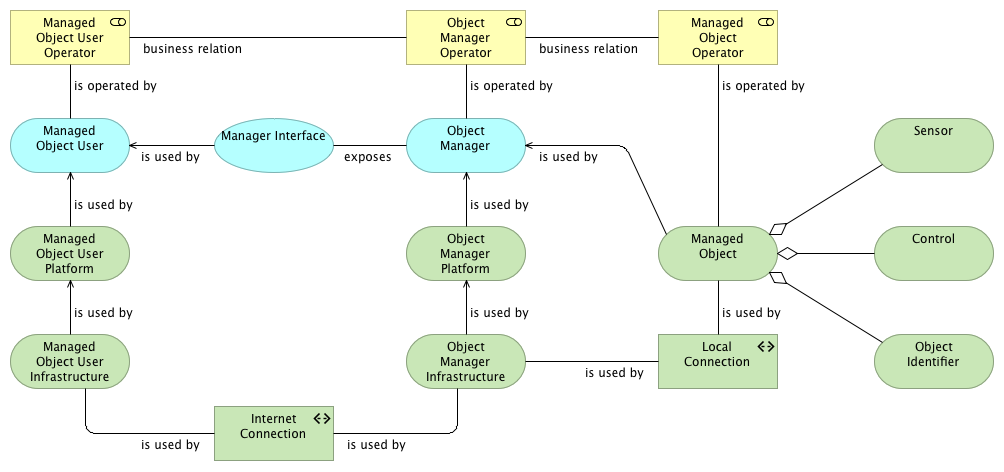 Managed
Object User
Operator
business relation
Object
Manager
Operator
business relation
Managed
Object
Operator
is operated by
is operated by
is operated by
Managed
Object User
is used by
Manager Interface
exposes
Object
Manager
is used by
Sensor
is used by
is used by
Managed
Object User
Platform
Object
Manager
Platform
Managed
Object
Control
is used by
is used by
is used by
Managed
Object User
Infrastructure
Object
Manager
Infrastructure
is used by
Local
Connection
Object
Identifier
is used by
Internet
Connection
is used by